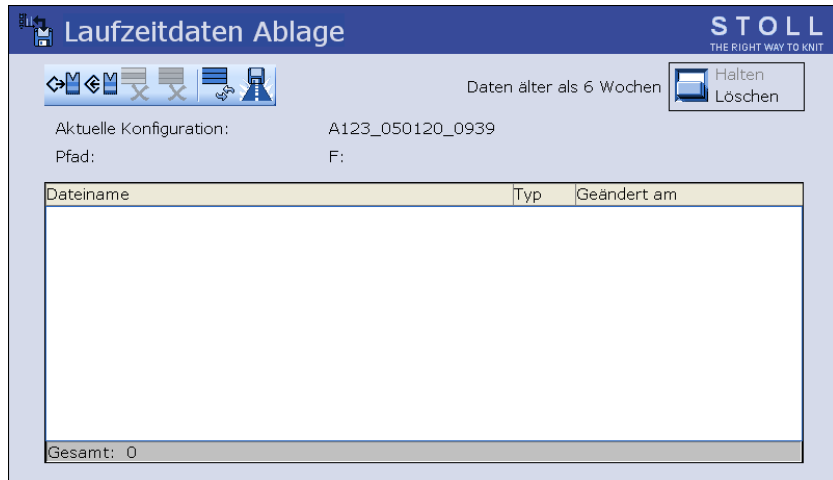 Laufzeitdaten Ablage
STOLL
THE RIGHT WAY TO KNIT
Daten älter als 6 Wochen
Halten
Löschen
Aktuelle Konfiguration: A123_050120_0939
Pfad: F:
Dateiname Typ Geändert am
Gesamt: 0